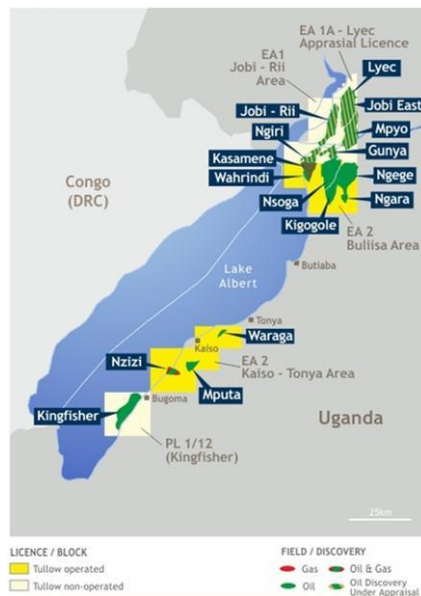 EA 1A - Lyec
Apprasial Licence
EA1
Jobi - Rii
Area
Lyec
Jobi - Rii
Jobi East
Ngiri
Mpyo
Kasamene
Gunya
Wahrindi
Ngege
Nsoga
Ngara
Kigogole
EA 2
Buliisa Area
Congo
(DRC)
Butiaba
Lake
Albert
Tonya
Waraga
Kaiso
Nzizi
EA 2
Kaiso - Tonya Area
Mputa
Bugoma
Kingfisher
Uganda
PL 1/12
(Kingfisher)
25km
LICENCE / BLOCK
Tullow operated
Tullow non-operated
FIELD / DISCOVERY
Gas
Oil & Gas
Oil
Oil Discovery
Under Appraisal